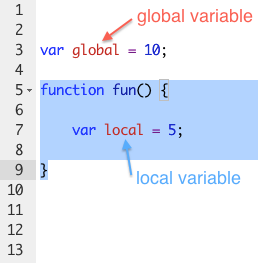 global variable
1
2
3 var global = 10;
4
5 function fun() {
6
7 var local = 5;
8
9 }
local variable
10
11
12
13